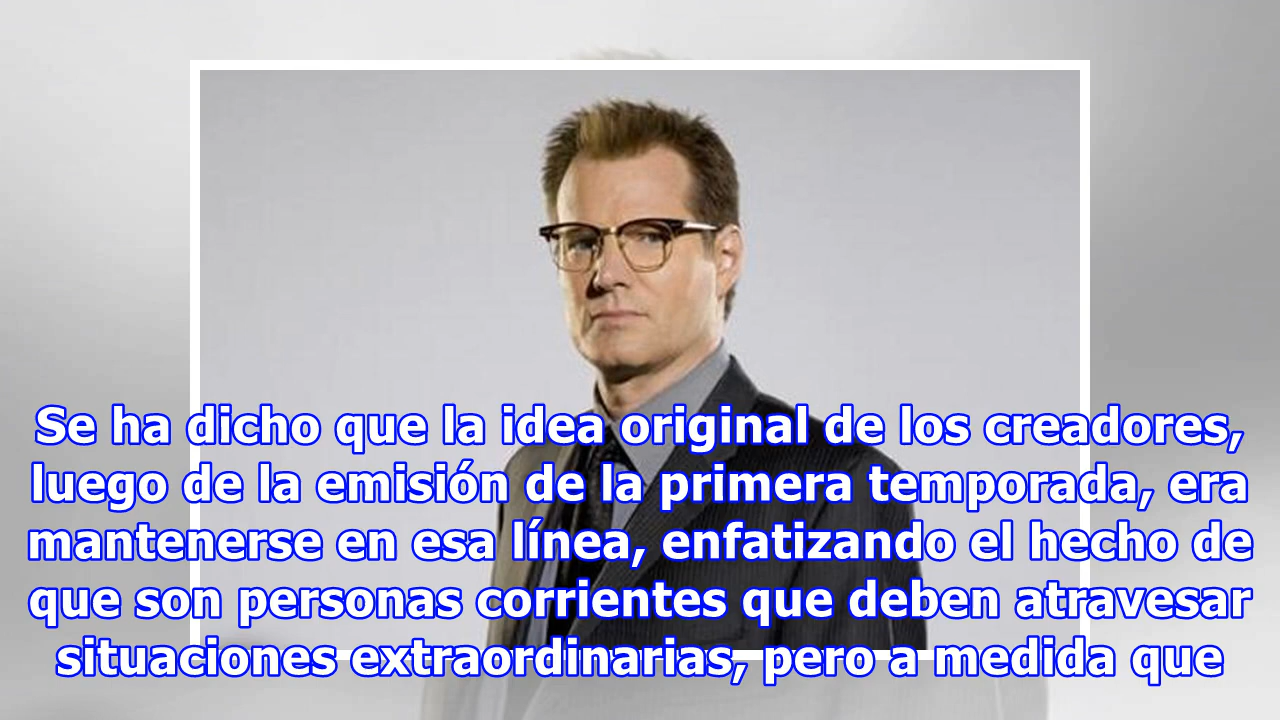 Se ha dicho que la idea original de los creadores,
luego de la emisión de la primera temporada, era
mantenerse en esa línea, enfatizando el hecho de
que son personas corrientes que deben atravesar
situaciones extraordinarias, pero a medida que